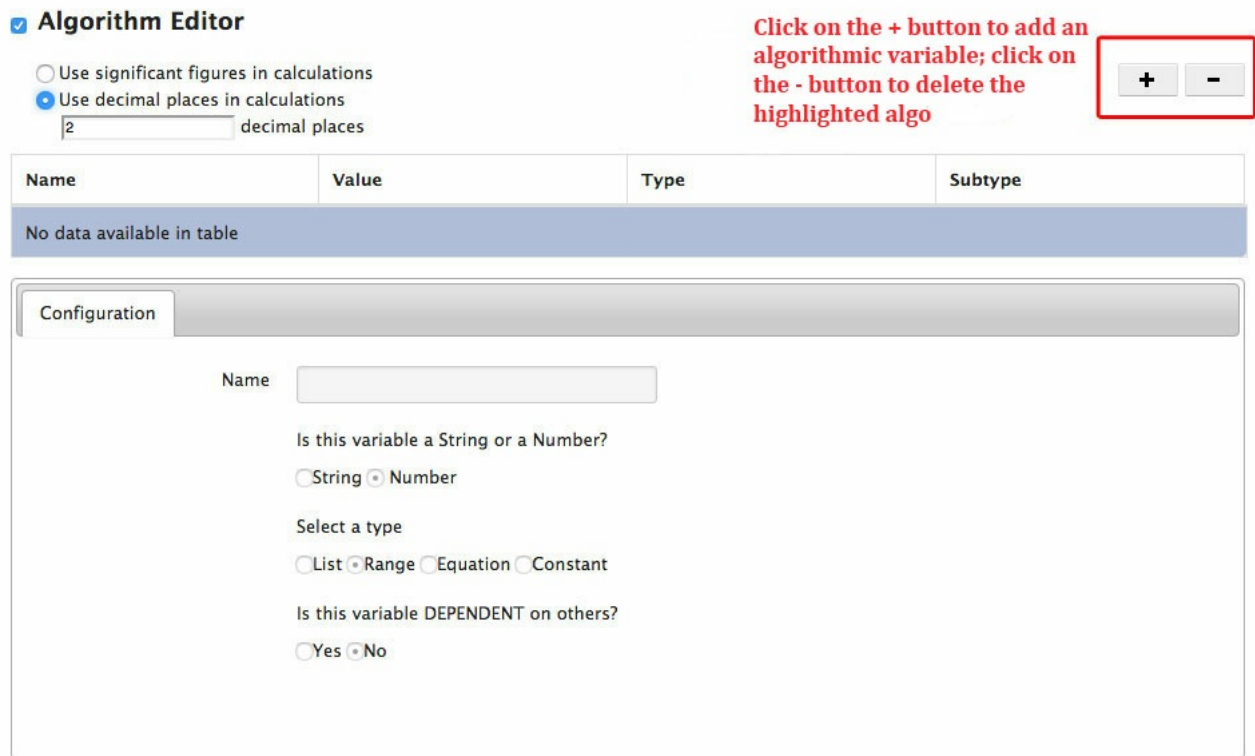 Algorithm Editor
Click on the + button to add an
algorithmic variable; click on
the - button to delete the
highlighted algo
+ -
Use significant figures in calculations
Use decimal places in calculations
2 decimal places
Name Value Type Subtype
No data available in table
Configuration
Name
Is this variable a String or a Number?
String Number
Select a type
List Range Equation Constant
Is this variable DEPENDENT on others?
Yes No